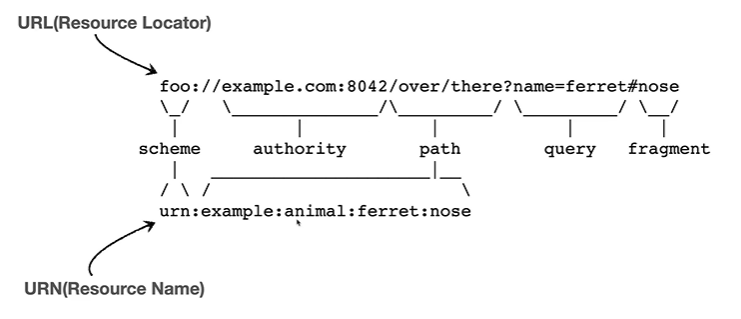 URL(Resource Locator)
foo://example.com:8042/over/there?name=ferret#nose
scheme authority path query fragment
urn:example:animal:ferret:nose
URN(Resource Name)